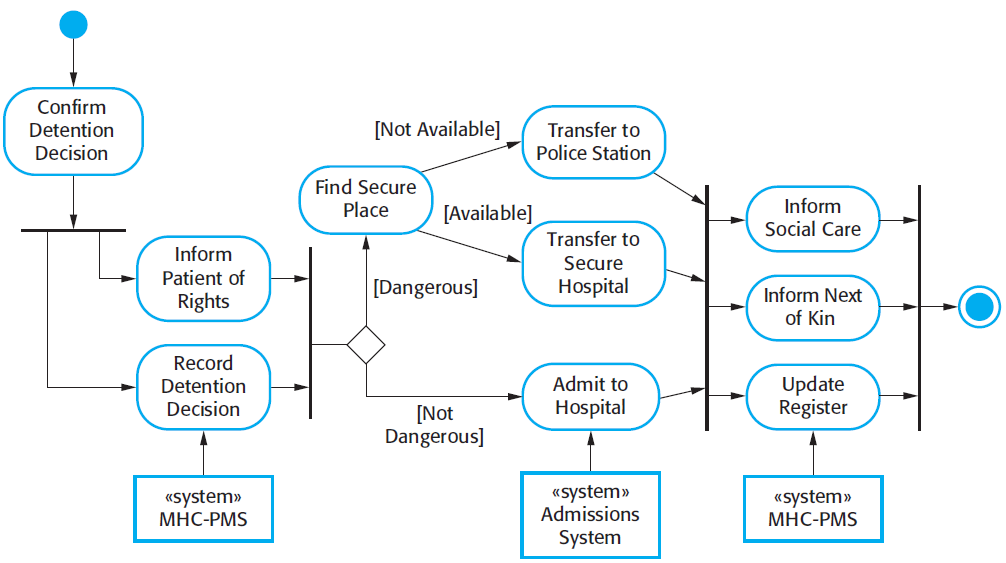 Confirm
Detention
Decision
Inform
Patient of
Rights
Record
Detention
Decision
«system»
MHC-PMS
Find Secure
Place
[Not Available]
[Available]
[Dangerous]
[Not
Dangerous]
Transfer to
Police Station
Transfer to
Secure
Hospital
Admit to
Hospital
«system»
Admissions
System
Inform
Social Care
Inform Next
of Kin
Update
Register
«system»
MHC-PMS